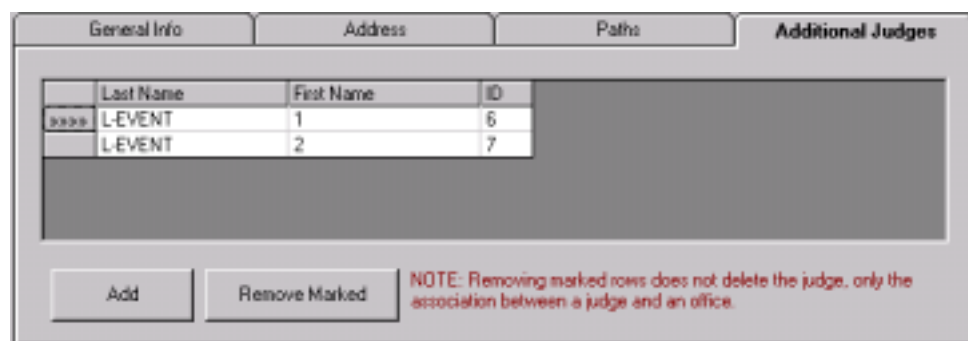 General Info Address Paths Additional Judges
Last Name First Name ID
>>>> L-EVENT 1 6
L-EVENT 2 7
Add Remove Marked NOTE: Removing marked rows does not delete the judge, only the
association between a judge and an office.